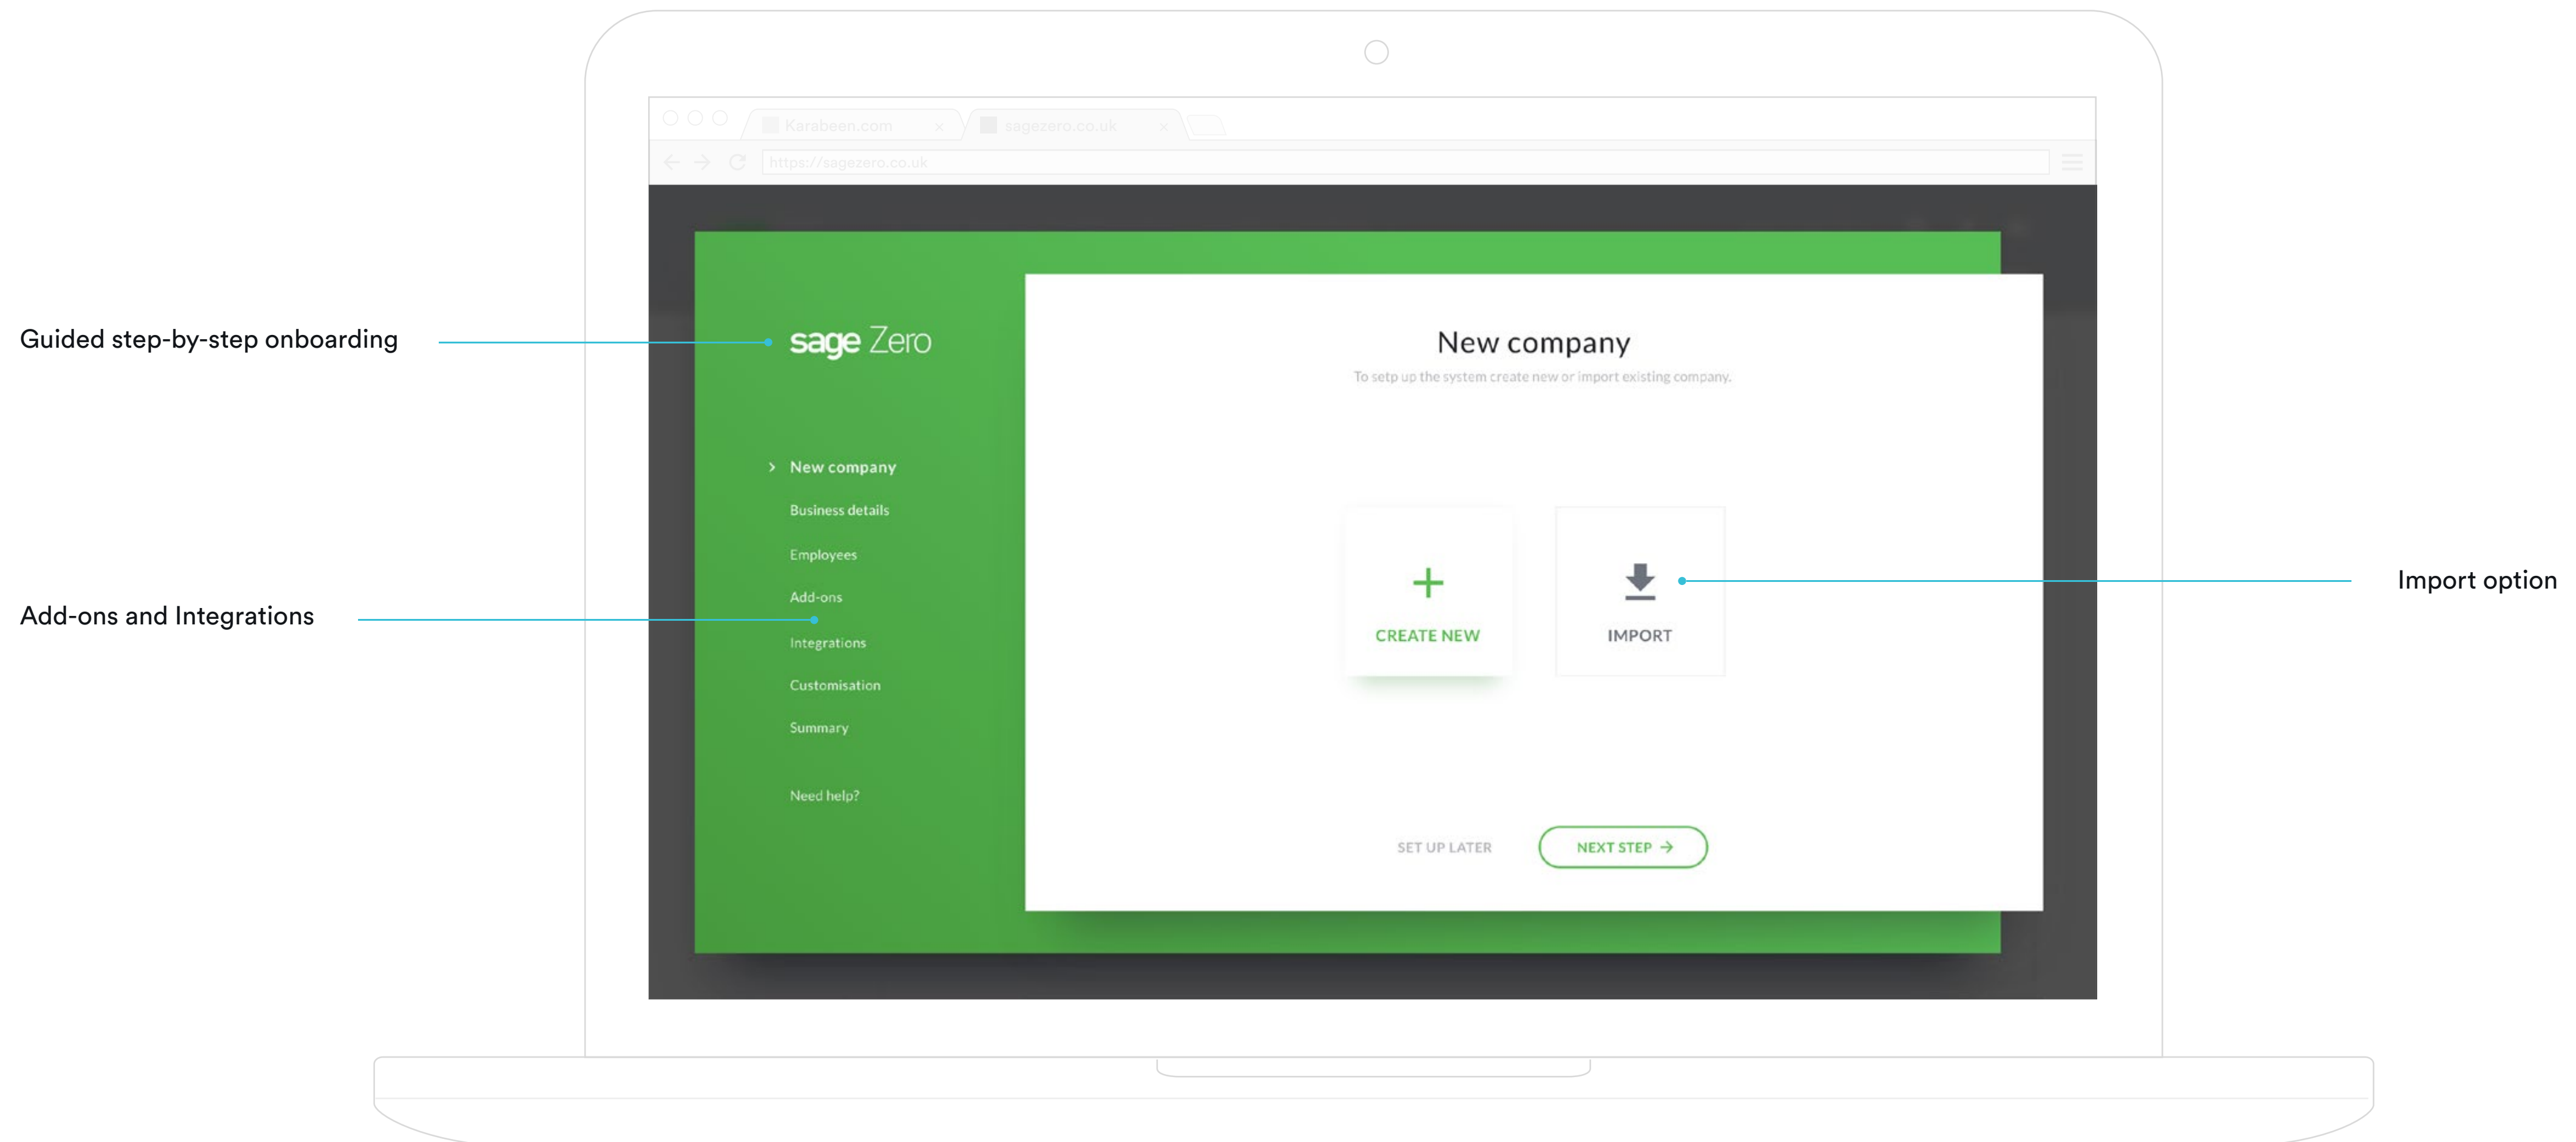 Karabeen.com
sagezero.co.uk
https://sagezero.co.uk
Guided step-by-step onboarding
sage Zero
New company
To setp up the system create new or import existing company.
New company
Business details
Employees
Add-ons
Add-ons and Integrations
Integrations
Customisation
Summary
Need help?
CREATE NEW
IMPORT
Import option
SET UP LATER
NEXT STEP